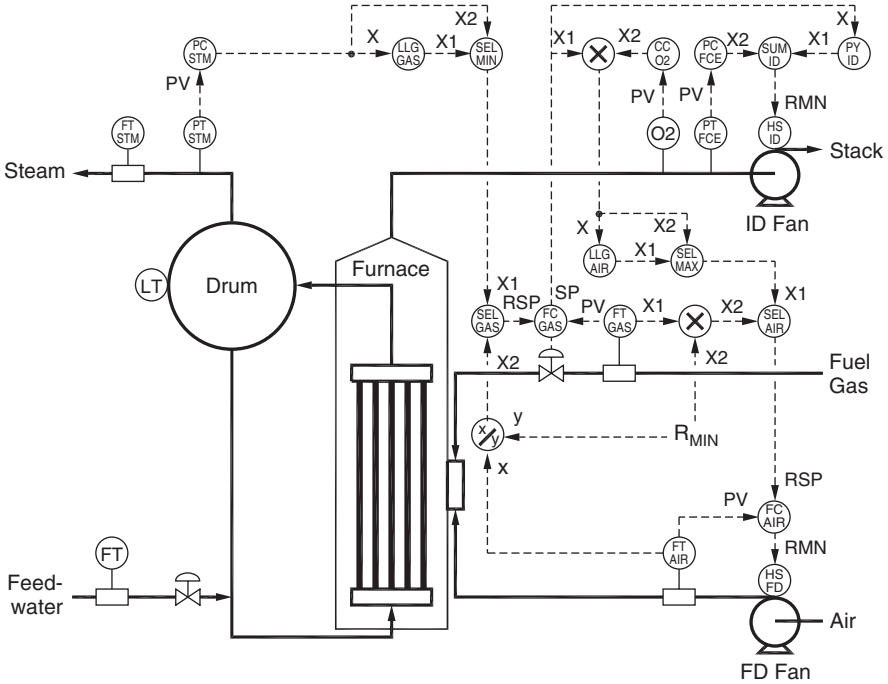 X2
X
X1
X2
X2
X1
X
X1
PC
STM
LLG
GAS
SEL
MIN
CC
O2
PC
FCE
SUM
ID
PY
ID
PV
PV
PV
RMN
FT
STM
PT
STM
O2
PT
FCE
HS
ID
Stack
Steam
ID Fan
X
X2
X1
LLG
AIR
SEL
MAX
Furnace
LT
Drum
X1
RSP
SP
PV
X1
X2
X1
SEL
GAS
FC
GAS
FT
GAS
SEL
AIR
X2
X2
Fuel
Gas
y
x/y
RMIN
x
RSP
PV
FC
AIR
FT
FT
AIR
RMN
HS
FD
Feed-
water
Air
FD Fan